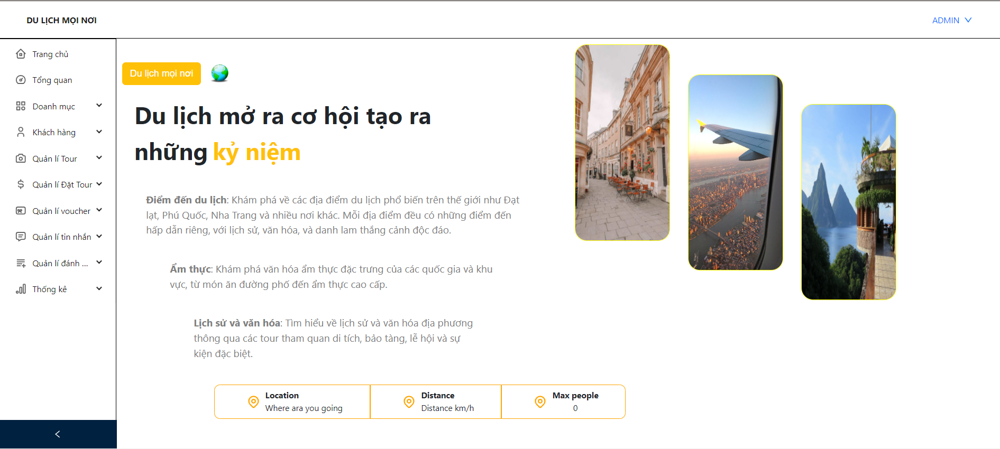 DU LỊCH MỌI NƠI
ADMIN
Trang chủ
Tổng quan
Doanh mục
Khách hàng
Quản lí Tour
Quản lí Đặt Tour
Quản lí voucher
Quản lí tin nhắn
Quản lí đánh ...
Thống kê
Du lịch mọi nơi
Du lịch mở ra cơ hội tạo ra
những kỷ niệm
Điểm đến du lịch: Khám phá về các địa điểm du lịch phổ biến trên thế giới như Đạt
lạt, Phú Quốc, Nha Trang và nhiều nơi khác. Mỗi địa điểm đều có những điểm đến
hấp dẫn riêng, với lịch sử, văn hóa, và danh lam thắng cảnh độc đáo.
Ẩm thực: Khám phá văn hóa ẩm thực đặc trưng của các quốc gia và khu
vực, từ món ăn đường phố đến ẩm thực cao cấp.
Lịch sử và văn hóa: Tìm hiểu về lịch sử và văn hóa địa phương
thông qua các tour tham quan di tích, bảo tàng, lễ hội và sự
kiện đặc biệt.
Location
Where ara you going
Distance
Distance km/h
Max people
0